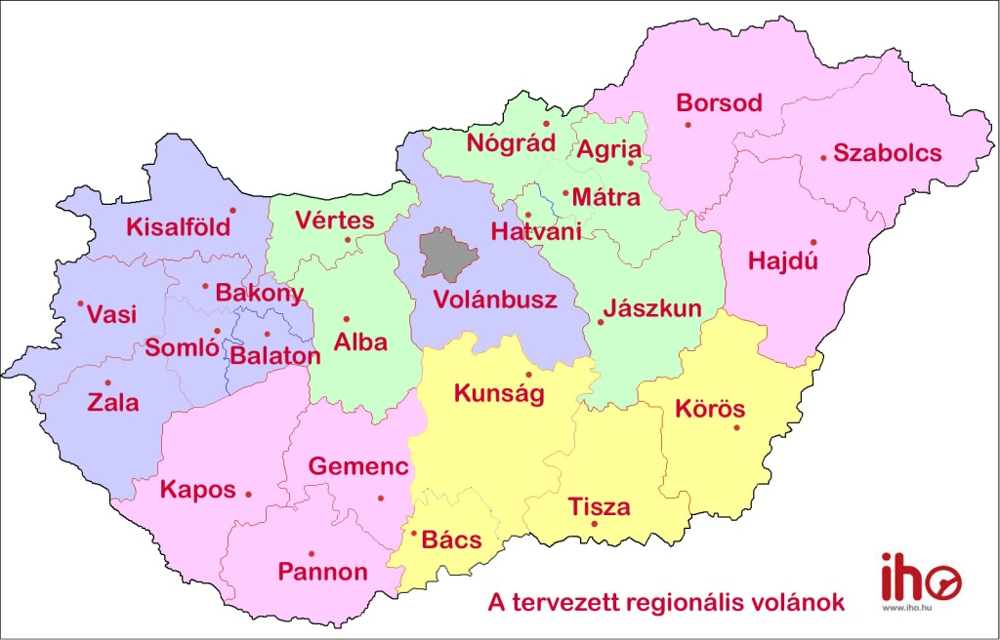 Borsod
Nógrád
Agria
Szabolcs
Mátra
Vértes
Kisalföld
Hatvani
Hajdú
Bakony
Volánbusz
Jászkun
Vasi
Somló
Balaton
Alba
Zala
Kunság
Körös
Gemenc
Kapos
Tisza
Bács
Pannon
iho
www.iho.hu
A tervezett regionális volánok